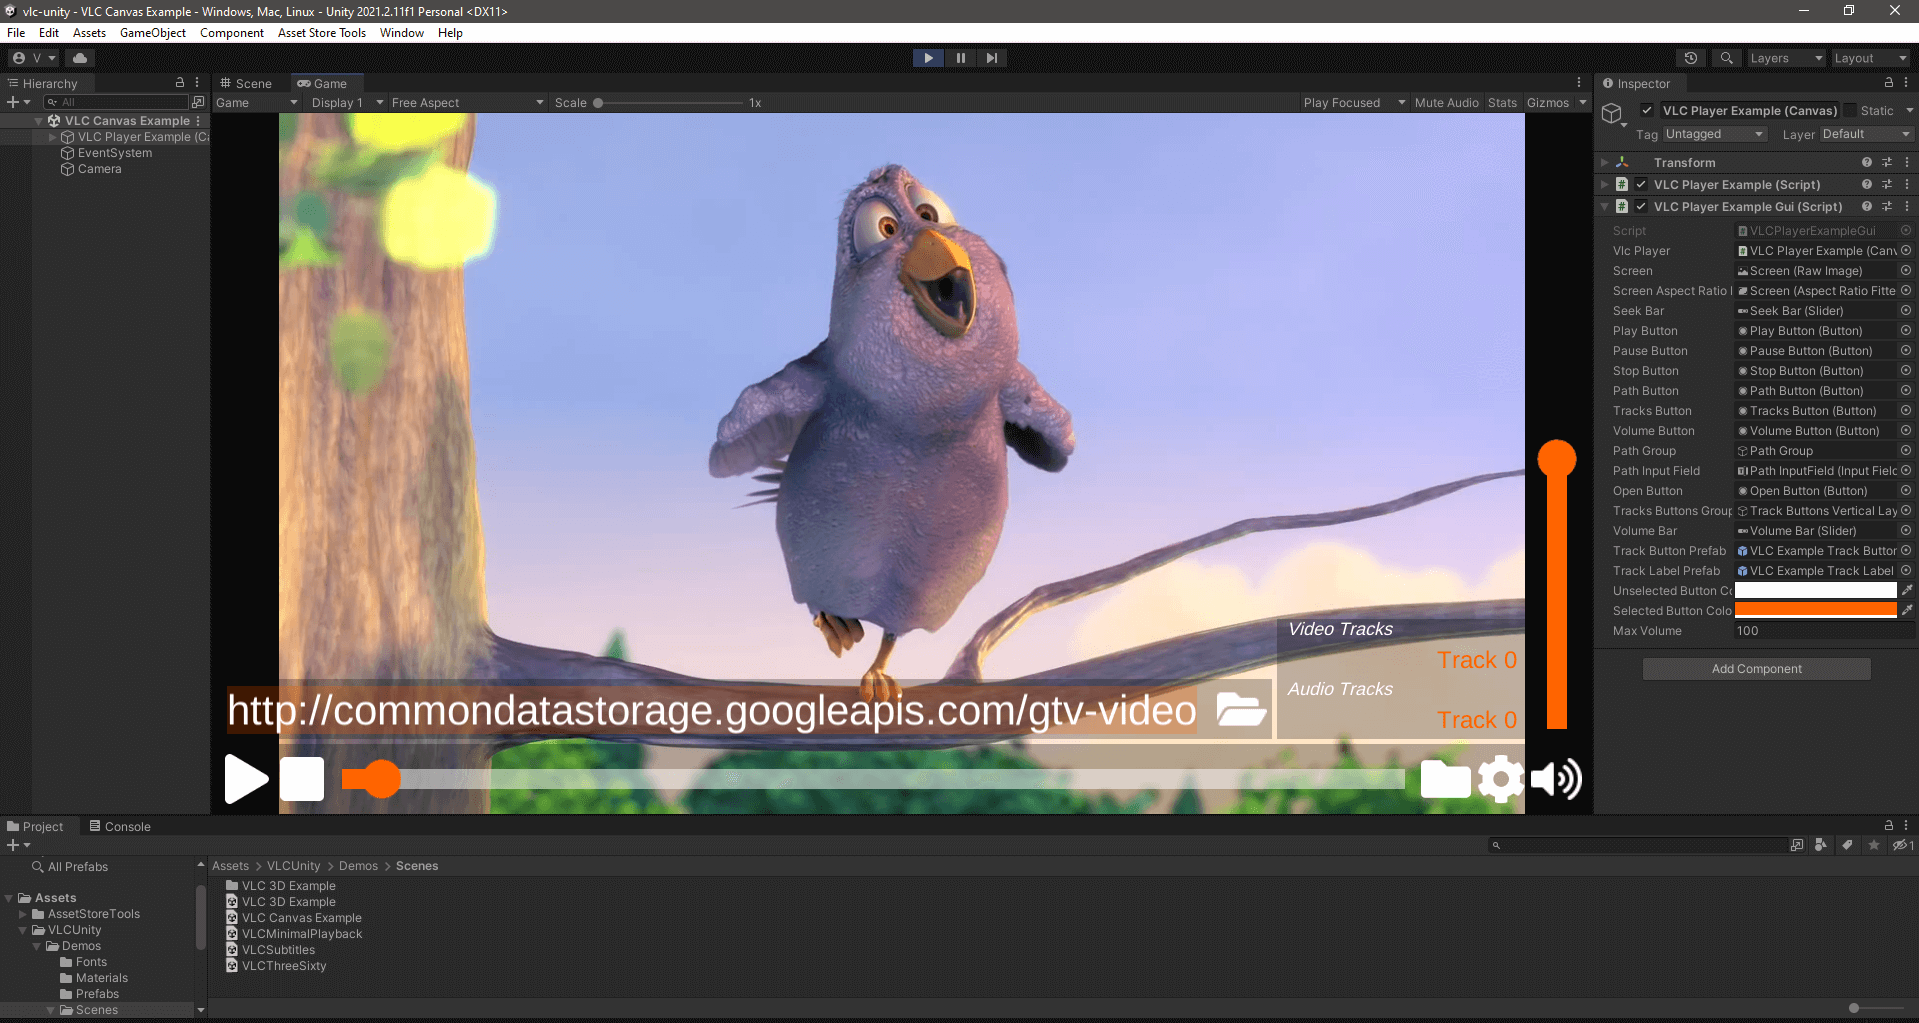 vlc-unity - VLC Canvas Example - Windows, Mac, Linux - Unity 2021.2.11f1 Personal <DX11>
File Edit Assets GameObject Component Asset Store Tools Window Help
V
Layers Layout
Hierarchy
All
VLC Canvas Example
VLC Player Example (Ca
EventSystem
Camera
Scene Game
Game Display 1 Free Aspect Scale 1x Play Focused Mute Audio Stats Gizmos
Video Tracks
Track 0
Audio Tracks
Track 0
http://commondatastorage.googleapis.com/gtv-video
Inspector
VLC Player Example (Canvas) Static
Tag Untagged Layer Default
Transform
# VLC Player Example (Script)
# VLC Player Example Gui (Script)
Script VLCPlayerExampleGui
Vlc Player VLC Player Example (Canv
Screen Screen (Raw Image)
Screen Aspect Ratio Screen (Aspect Ratio Fitte
Seek Bar Seek Bar (Slider)
Play Button Play Button (Button)
Pause Button Pause Button (Button)
Stop Button Stop Button (Button)
Path Button Path Button (Button)
Tracks Button Tracks Button (Button)
Volume Button Volume Button (Button)
Path Group Path Group
Path Input Field Path InputField (Input Field
Open Button Open Button (Button)
Tracks Buttons Group Track Buttons Vertical Lay
Volume Bar Volume Bar (Slider)
Track Button Prefab VLC Example Track Button
Track Label Prefab VLC Example Track Label
Unselected Button Co
Selected Button Colo
Max Volume 100
Add Component
Project Console
1
All Prefabs
Assets
AssetStoreTools
VLCUnity
Demos
Fonts
Materials
Prefabs
Scenes
Assets > VLCUnity > Demos > Scenes
VLC 3D Example
VLC 3D Example
VLC Canvas Example
VLCMinimalPlayback
VLCSubtitles
VLCThreeSixty